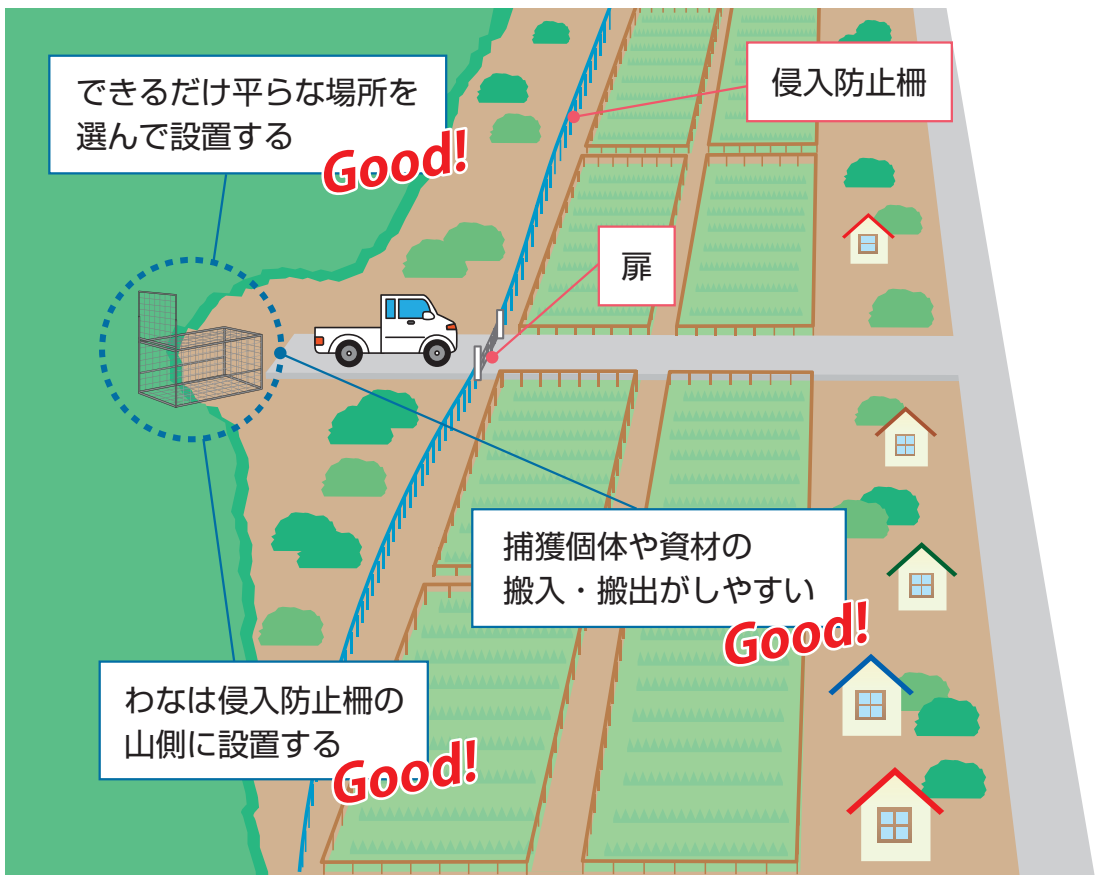 できるだけ平らな場所を
選んで設置する
Good!
侵入防止柵
扉
捕獲個体や資材の
搬入・搬出がしやすい
Good!
わなは侵入防止柵の
山側に設置する
Good!